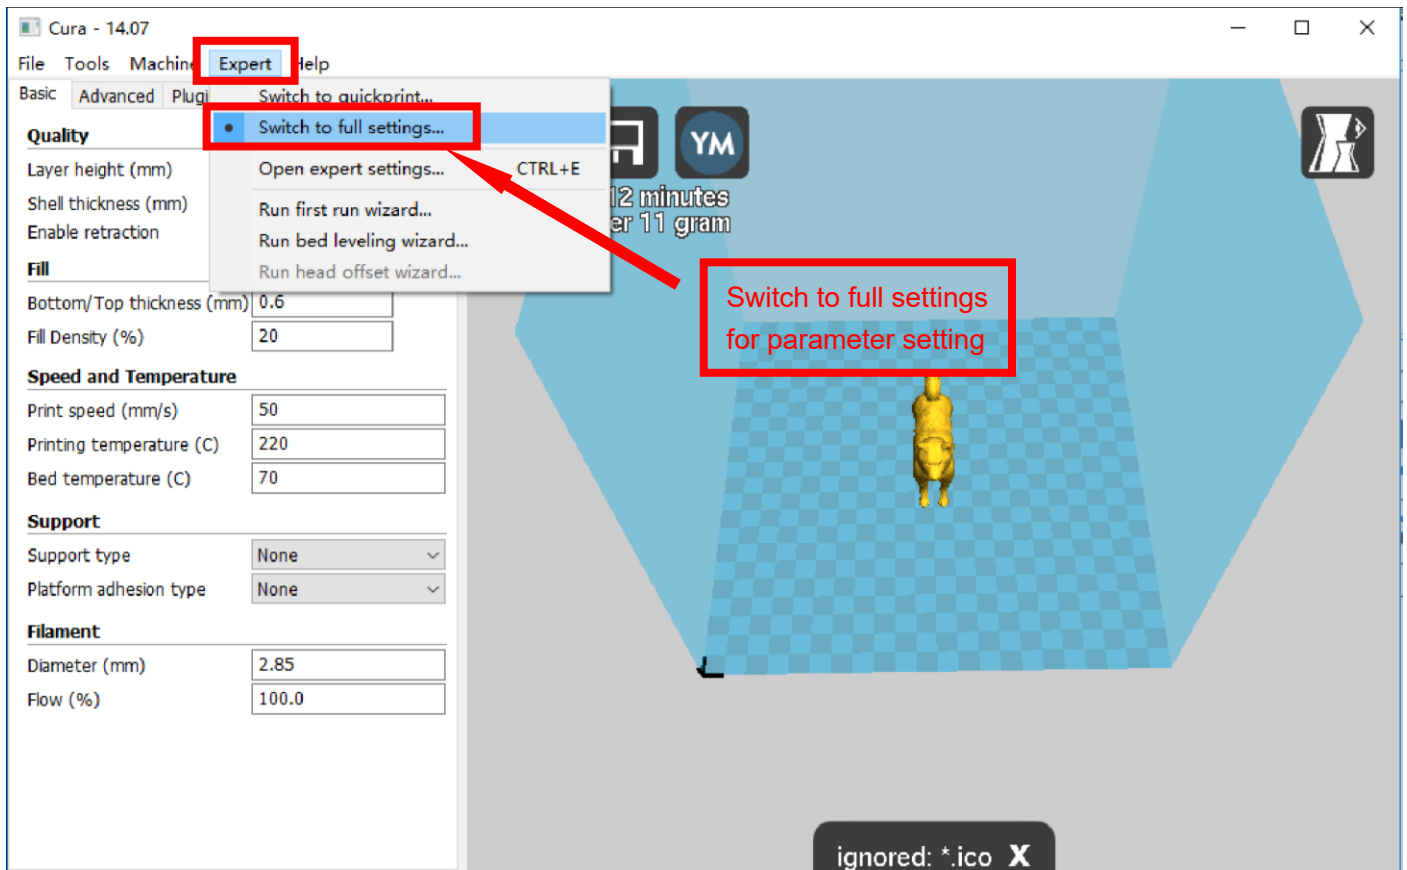 Cura - 14.07
File Tools Machine Expert Help
Basic Advanced Plugi
Switch to quickprint...
Switch to full settings...
Open expert settings... CTRL+E
Run first run wizard...
Run bed leveling wizard...
Run head offset wizard...
Quality
Layer height (mm)
Shell thickness (mm)
Enable retraction
Fill
Bottom/Top thickness (mm) 0.6
Fill Density (%) 20
Speed and Temperature
Print speed (mm/s) 50
Printing temperature (C) 220
Bed temperature (C) 70
Support
Support type None
Platform adhesion type None
Filament
Diameter (mm) 2.85
Flow (%) 100.0
YM
12 minutes
er 11 gram
Switch to full settings
for parameter setting
ignored: *.ico X